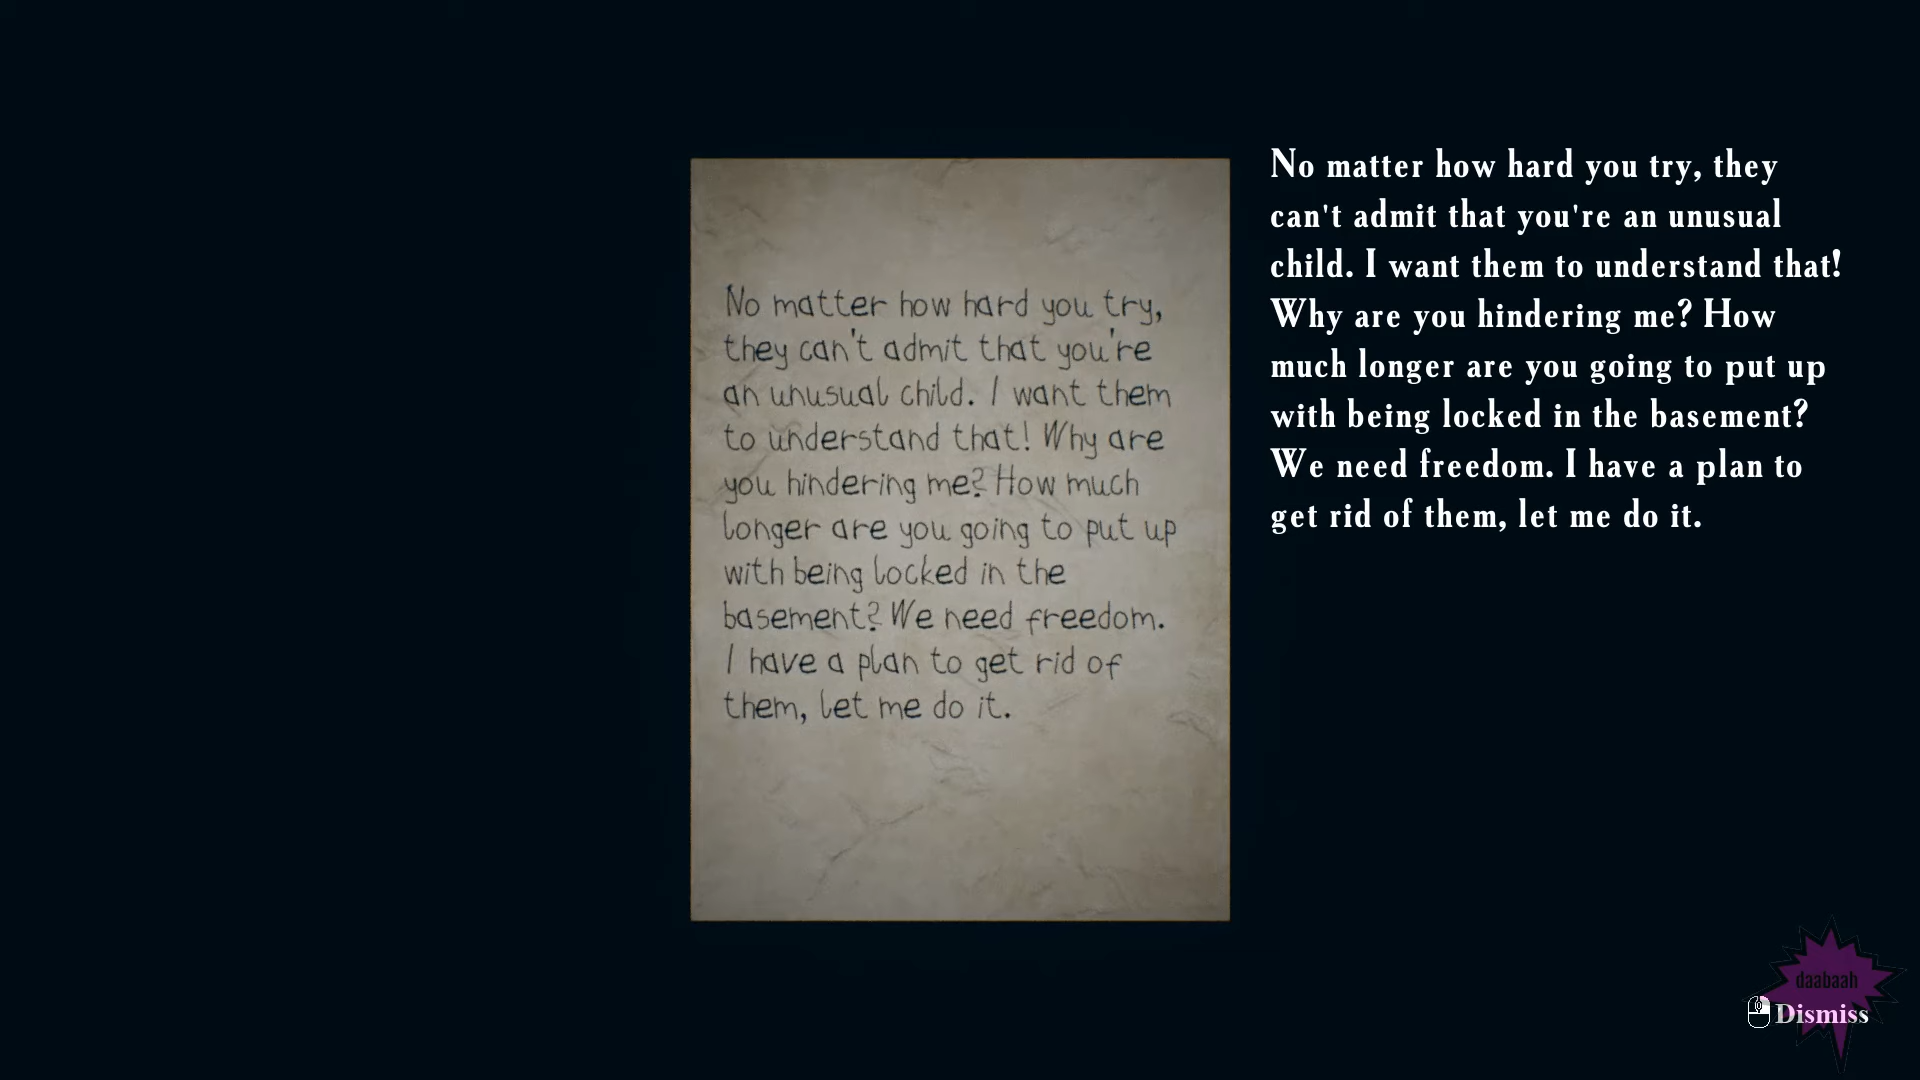 No matter how hard you try,
they can't admit that you're
an unusual child. I want them
to understand that! Why are
you hindering me? How much
longer are you going to put up
with being locked in the
basement? We need freedom.
I have a plan to get rid of
them, let me do it.
No matter how hard you try, they
can't admit that you're an unusual
child. I want them to understand that!
Why are you hindering me? How
much longer are you going to put up
with being locked in the basement?
We need freedom. I have a plan to
get rid of them, let me do it.
daabaah
Dismiss